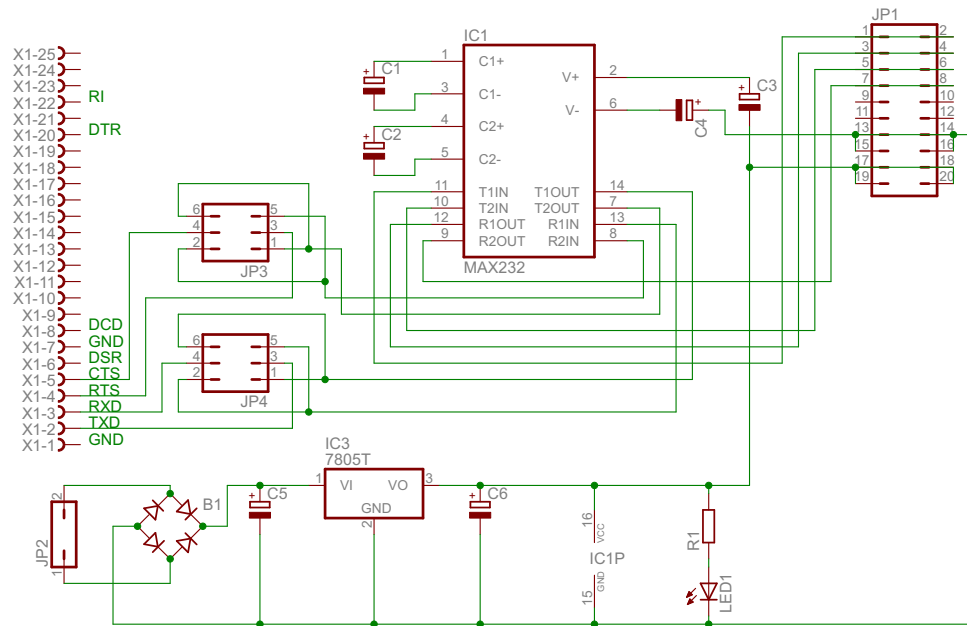 X1-25
X1-24
X1-23
X1-22
RI
X1-21
X1-20
DTR
X1-19
X1-18
X1-17
X1-16
X1-15
X1-14
X1-13
X1-12
X1-11
X1-10
X1-9
X1-8
DCD
X1-7
GND
X1-6
DSR
X1-5
CTS
X1-4
RTS
X1-3
RXD
X1-2
TXD
X1-1
GND
6 5
4 3
2 1
JP3
6 5
4 3
2 1
JP4
C1
C2
IC1
1 C1+
3 C1-
4 C2+
5 C2-
11 T1IN
10 T2IN
12 R1OUT
9 R2OUT
V+ 2
V- 6
T1OUT 14
T2OUT 7
R1IN 13
R2IN 8
MAX232
C3
C4
JP1
1 2
3 4
5 6
7 8
9 10
11 12
13 14
15 16
17 18
19 20
JP2
2
1
B1
C5
IC3
7805T
1 VI VO 3
GND
2
C6
16 VCC
IC1P
15 GND
R1
LED1